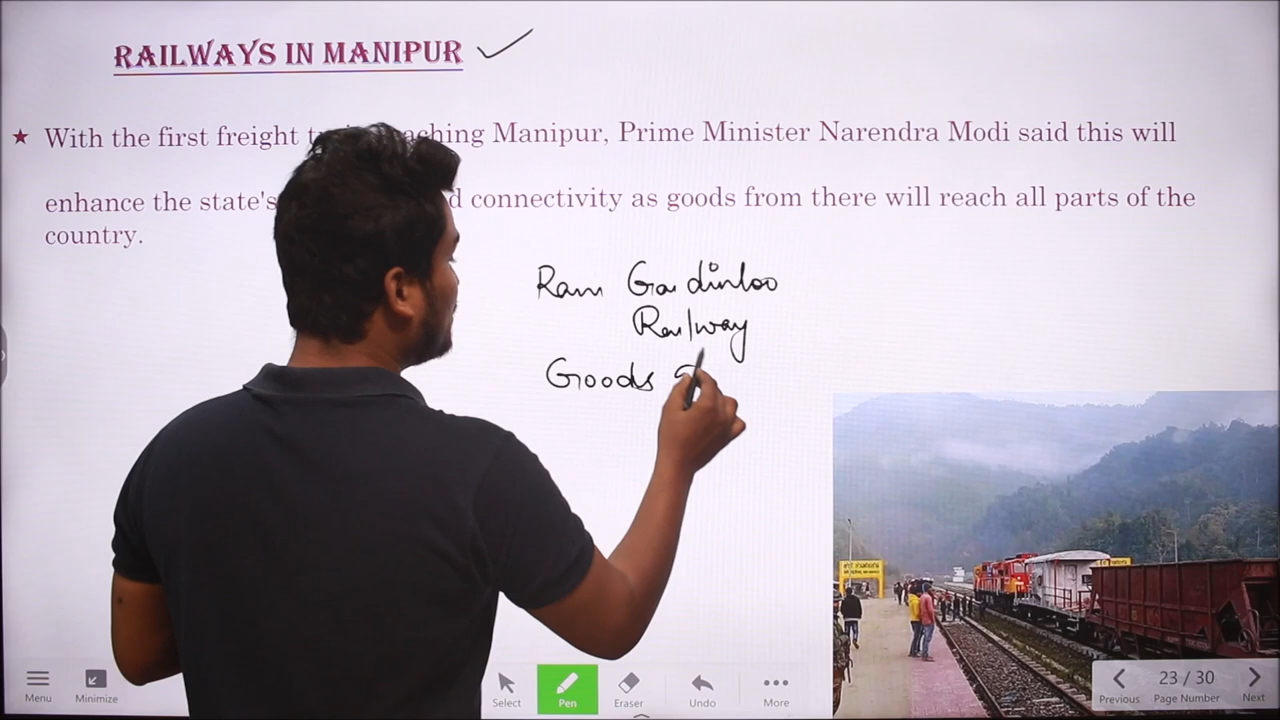 RAILWAYS IN MANIPUR
★ With the first freight Manipur, Prime Minister Narendra Modi said this will
enhance the state's connectivity as goods from there will reach all parts of the
country.
Rani Gaidinloo
Railway
Goods
Menu
Minimize
Select
Pen
Eraser
Undo
More
23 / 30
Previous Page Number Next